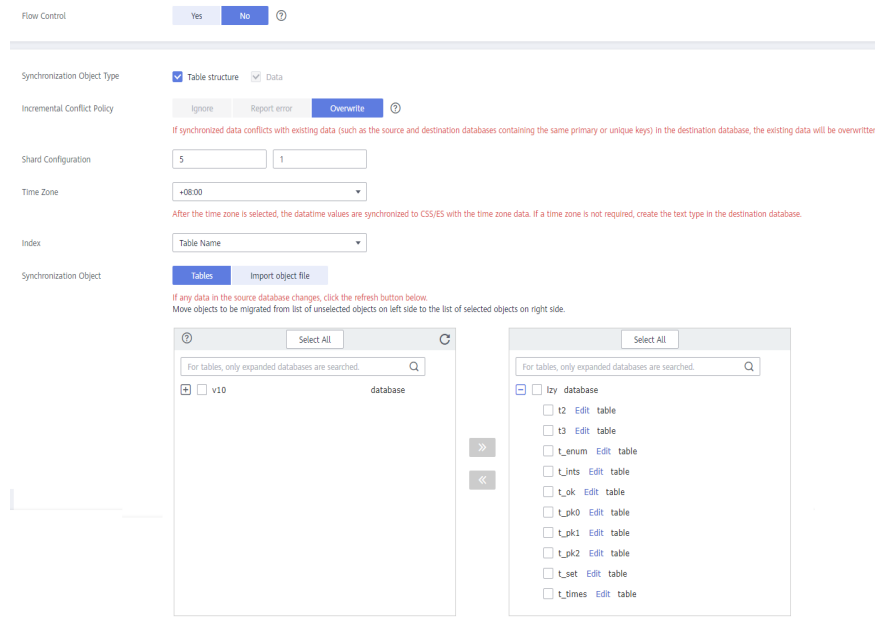 Flow Control Yes No
Synchronization Object Type Table structure Data
Incremental Conflict Policy Ignore Report error Overwrite
If synchronized data conflicts with existing data (such as the source and destination databases containing the same primary or unique keys) in the destination database, the existing data will be overwritten
Shard Configuration 5 1
Time Zone +08:00
After the time zone is selected, the datatime values are synchronized to CSS/ES with the time zone data. If a time zone is not required, create the text type in the destination database.
Index Table Name
Synchronization Object Tables Import object file
If any data in the source database changes, click the refresh button below.
Move objects to be migrated from list of unselected objects on left side to the list of selected objects on right side.
Select All
For tables, only expanded databases are searched.
v10 database
Select All
For tables, only expanded databases are searched.
lzy database
t2 Edit table
t3 Edit table
t_enum Edit table
t_ints Edit table
t_ok Edit table
t_pk0 Edit table
t_pk1 Edit table
t_pk2 Edit table
t_set Edit table
t_times Edit table